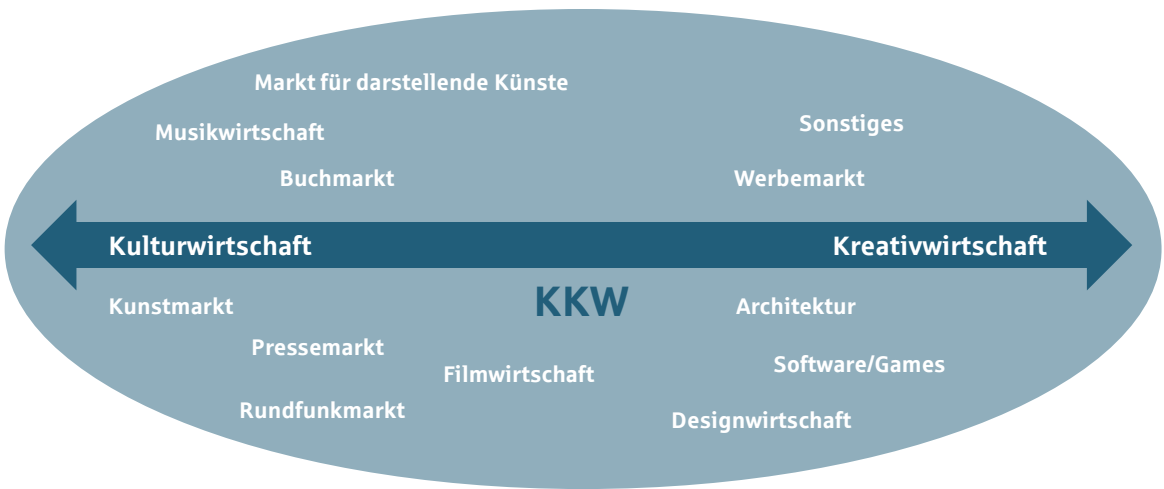 Markt für darstellende Künste
Sonstiges
Musikwirtschaft
Buchmarkt
Werbemarkt
Kulturwirtschaft
Kreativwirtschaft
KKW
Kunstmarkt
Architektur
Pressemarkt
Software/Games
Filmwirtschaft
Rundfunkmarkt
Designwirtschaft